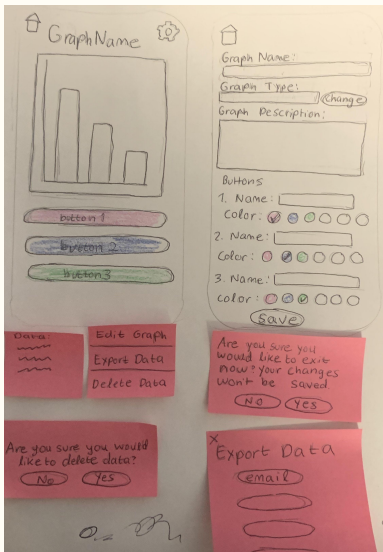 GraphName
button 1
button 2
button3
Graph Name:
Graph Type:
Change
Graph Description:
Buttons
1. Name:
Color:
2. Name:
Color:
3. Name:
Color:
Save
Data:
Edit Graph
Export Data
Delete Data
Are you sure you
would like to exit
now? your changes
won't be saved
No Yes
Are you sure you would
like to delete data?
No Yes
X
Export Data
email